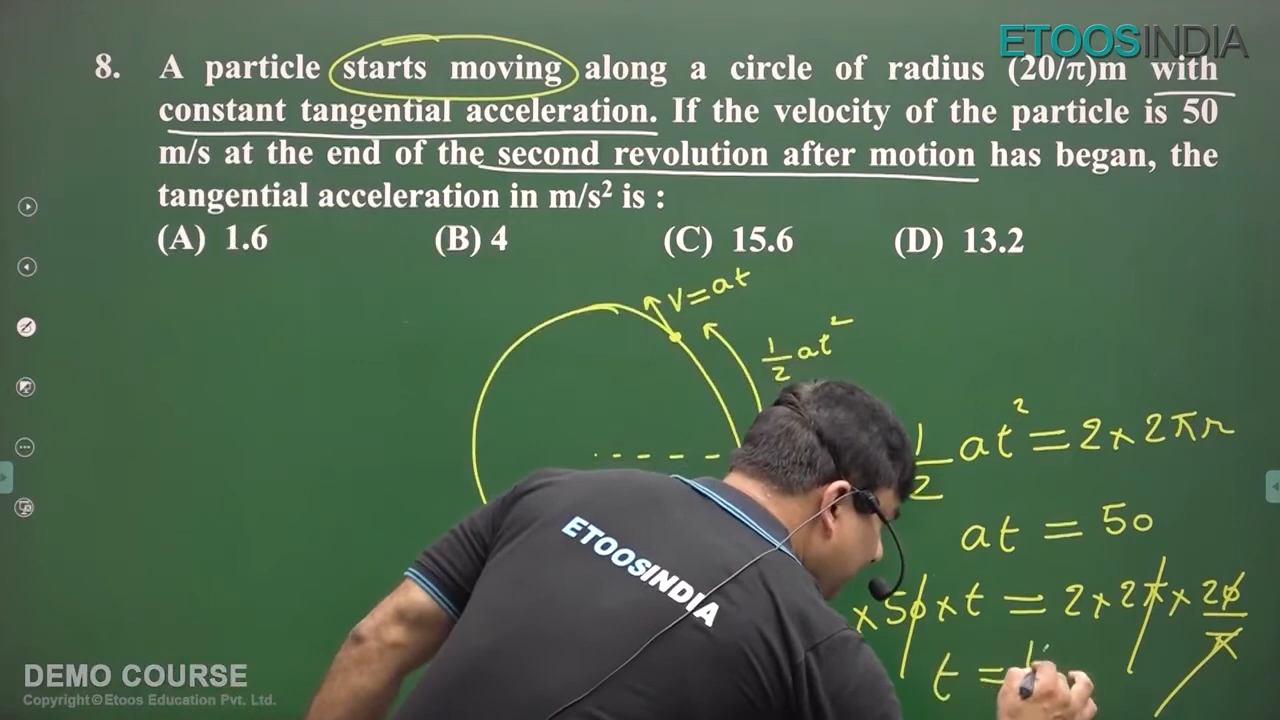 ETOOSINDIA
8. A particle starts moving along a circle of radius (20/π)m with
constant tangential acceleration. If the velocity of the particle is 50
m/s at the end of the second revolution after motion has began, the
tangential acceleration in m/s² is :
(A) 1.6 (B) 4 (C) 15.6 (D) 13.2
V=at
1/2 at²
1/2 at² = 2×2πr
at = 50
×50×t = 2×2π×20/π
t =
ETOOSINDIA
DEMO COURSE
Copyright©Etoos Education Pvt. Ltd.